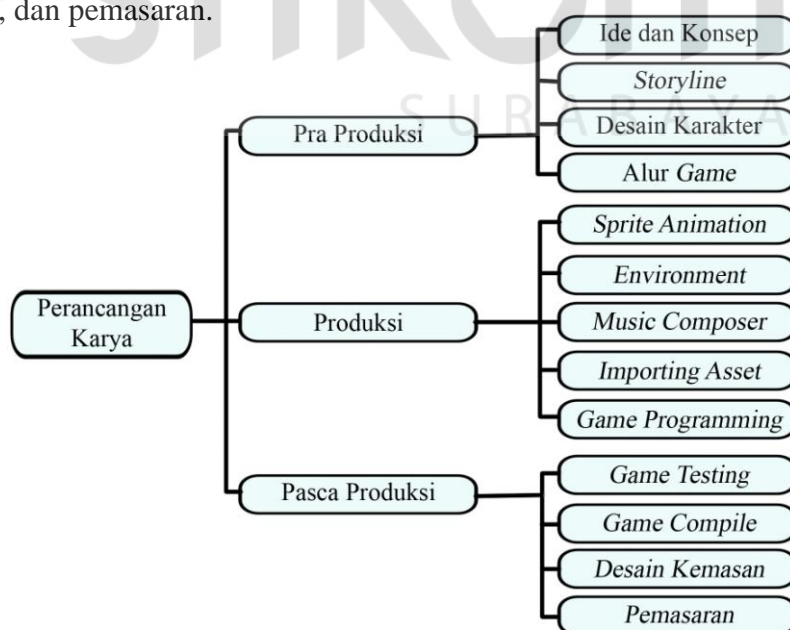 , dan pemasaran.
SURABAYA
Perancangan
Karya
Pra Produksi
Ide dan Konsep
Storyline
Desain Karakter
Alur Game
Produksi
Sprite Animation
Environment
Music Composer
Importing Asset
Game Programming
Pasca Produksi
Game Testing
Game Compile
Desain Kemasan
Pemasaran